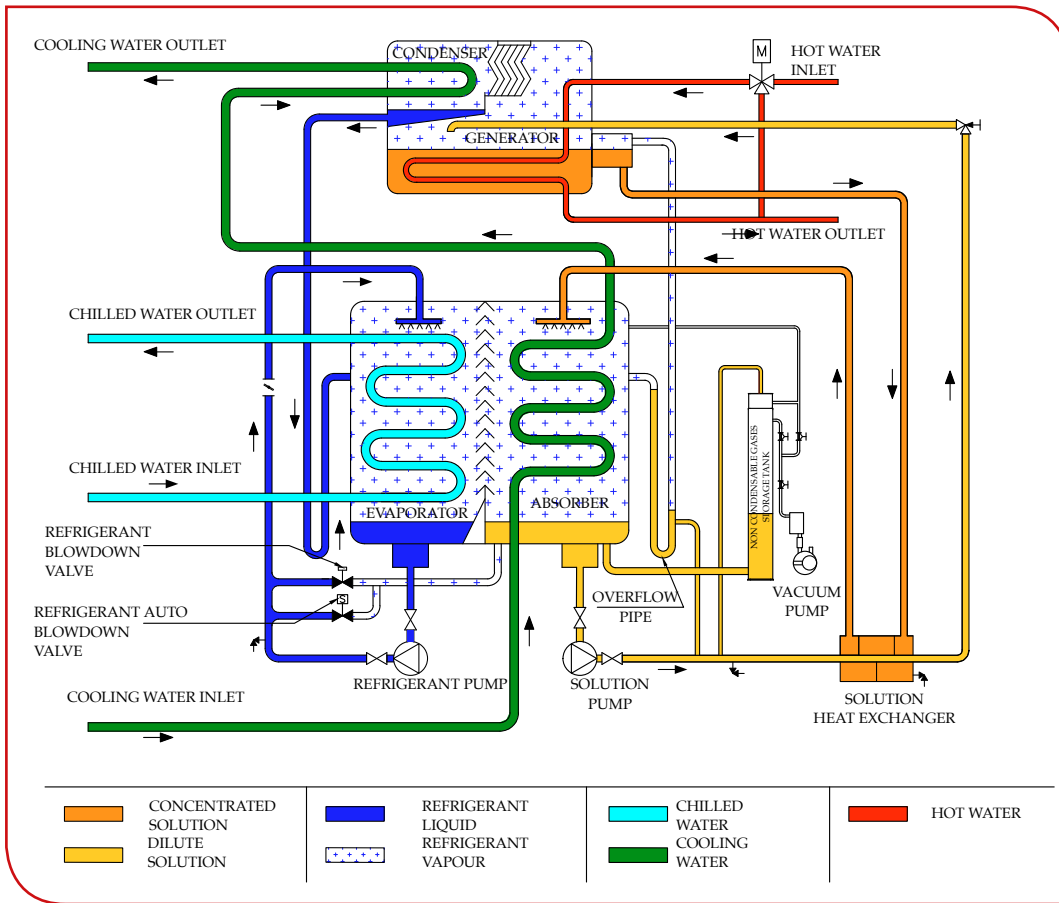 COOLING WATER OUTLET
CONDENSER
M
HOT WATER
INLET
GENERATOR
HOT WATER OUTLET
CHILLED WATER OUTLET
CHILLED WATER INLET
EVAPORATOR
ABSORBER
NON CONDENSABLE GASES
STORAGE TANK
REFRIGERANT
BLOWDOWN
VALVE
S
REFRIGERANT AUTO
BLOWDOWN
VALVE
OVERFLOW
PIPE
VACUUM
PUMP
REFRIGERANT PUMP
SOLUTION
PUMP
COOLING WATER INLET
SOLUTION
HEAT EXCHANGER
CONCENTRATED
SOLUTION
DILUTE
SOLUTION
REFRIGERANT
LIQUID
REFRIGERANT
VAPOUR
CHILLED
WATER
COOLING
WATER
HOT WATER